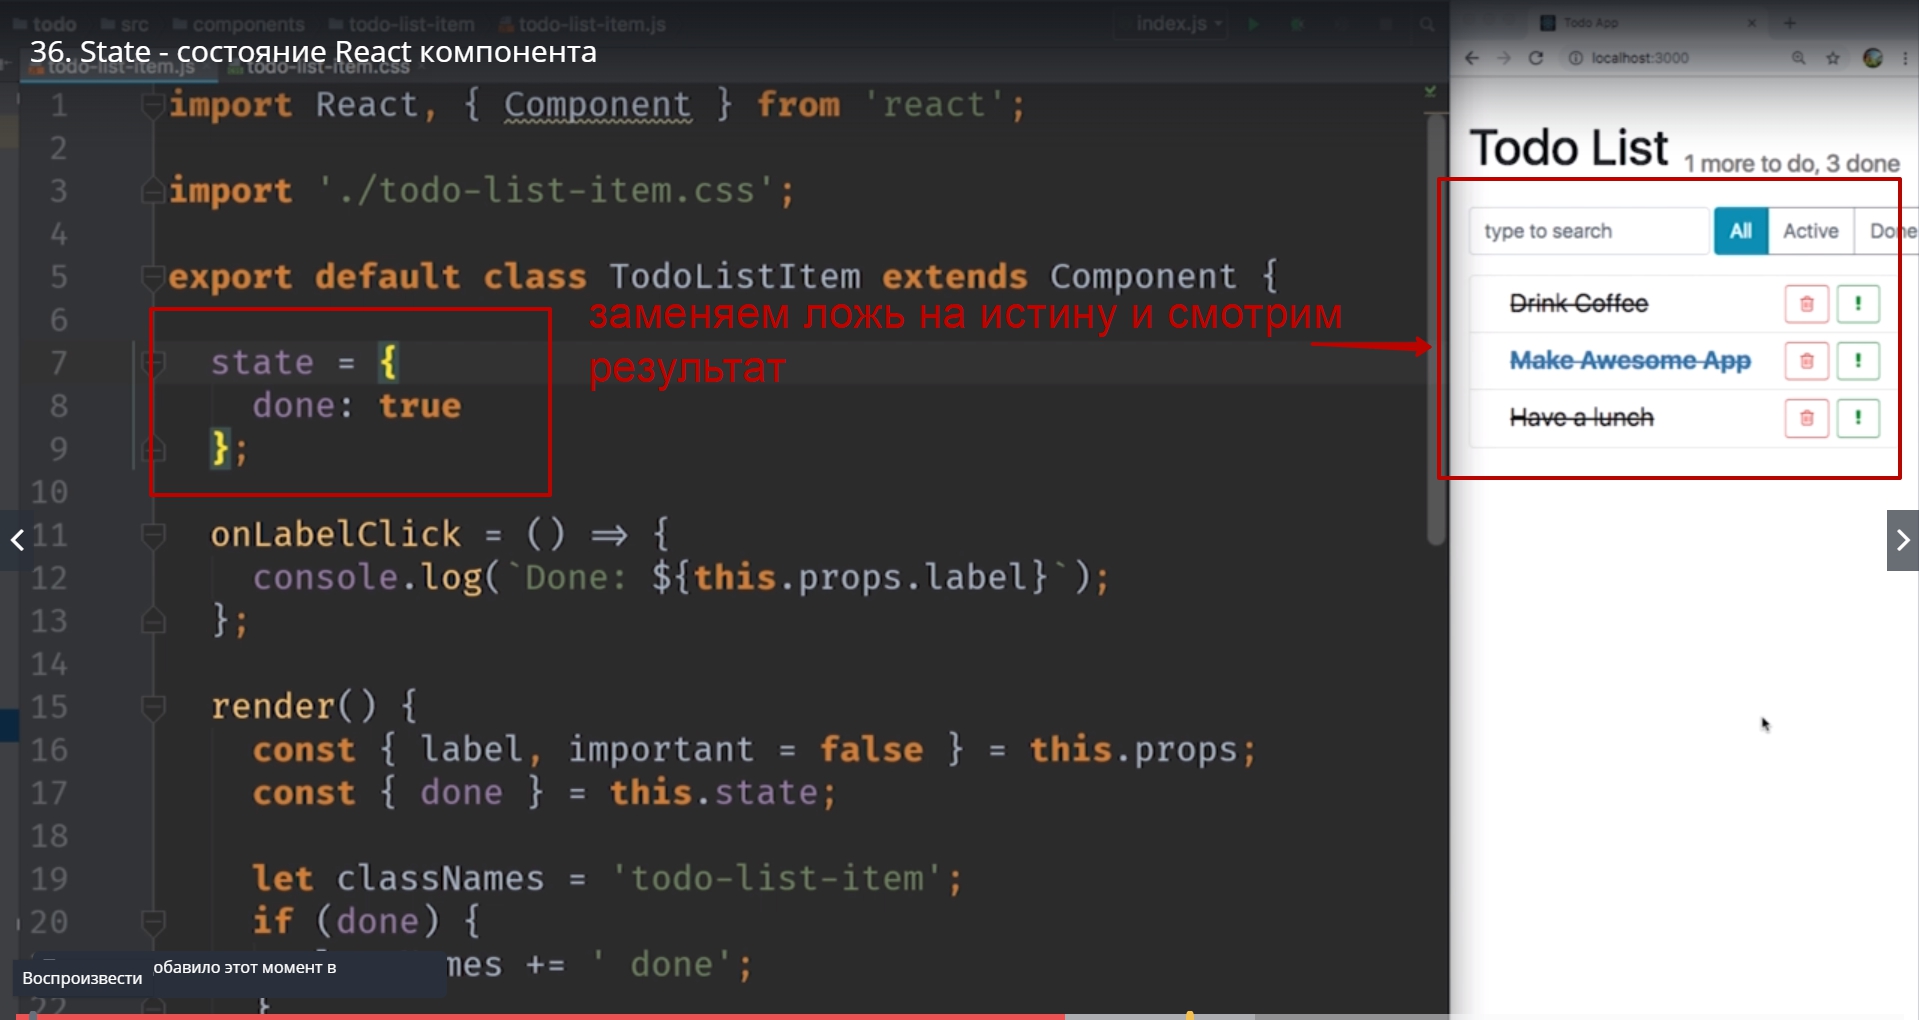 todo src components todo-list-item todo-list-item.js index.js
36. State - состояние React компонента
todo-list-item.js todo-list-item.css
1 import React, { Component } from 'react';
2
3 import './todo-list-item.css';
4
5 export default class TodoListItem extends Component {
6
7 state = {
8 done: true
9 };
10
11 onLabelClick = () => {
12 console.log(`Done: ${this.props.label}`);
13 };
14
15 render() {
16 const { label, important = false } = this.props;
17 const { done } = this.state;
18
19 let classNames = 'todo-list-item';
20 if (done) {
mes += ' done';
22 }
заменяем ложь на истину и смотрим
результат
Воспроизвести
обавило этот момент в
Todo App
localhost:3000
Todo List 1 more to do, 3 done
type to search All Active Done
Drink Coffee
Make Awesome App
Have a lunch